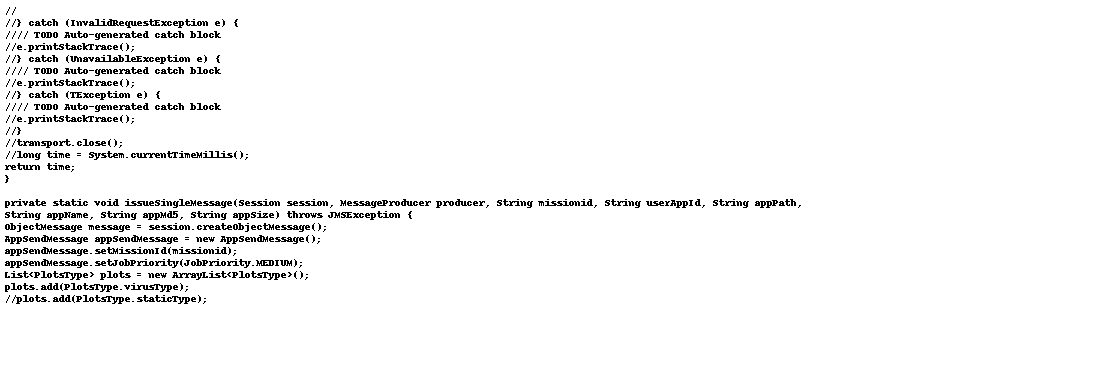 //
//} catch (InvalidRequestException e) {
//// TODO Auto-generated catch block
//e.printStackTrace();
//} catch (UnavailableException e) {
//// TODO Auto-generated catch block
//e.printStackTrace();
//} catch (TException e) {
//// TODO Auto-generated catch block
//e.printStackTrace();
//}
//transport.close();
//long time = System.currentTimeMillis();
return time;
}
private static void issueSingleMessage(Session session, MessageProducer producer, String missionid, String userAppId, String appPath,
String appName, String appMd5, String appSize) throws JMSException {
ObjectMessage message = session.createObjectMessage();
AppSendMessage appSendMessage = new AppSendMessage();
appSendMessage.setMissionId(missionid);
appSendMessage.setJobPriority(JobPriority.MEDIUM);
List<PlotsType> plots = new ArrayList<PlotsType>();
plots.add(PlotsType.virusType);
//plots.add(PlotsType.staticType);